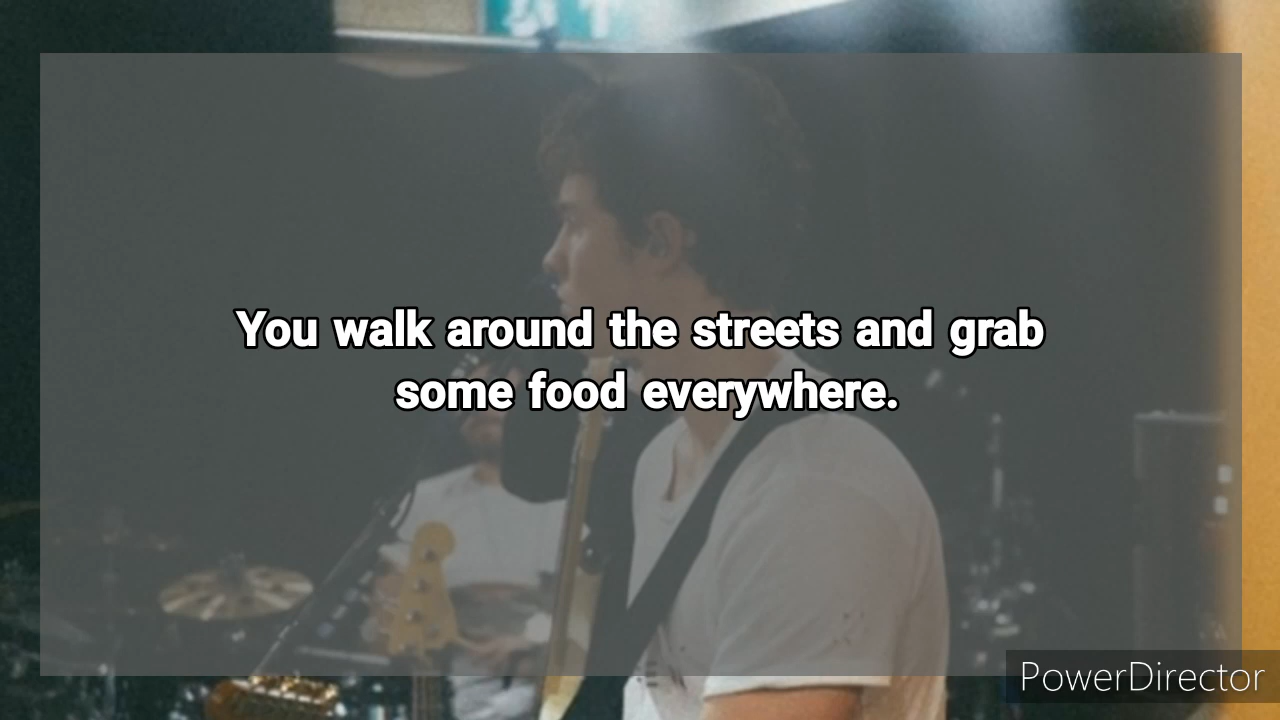 You walk around the streets and grab
some food everywhere.
PowerDirector